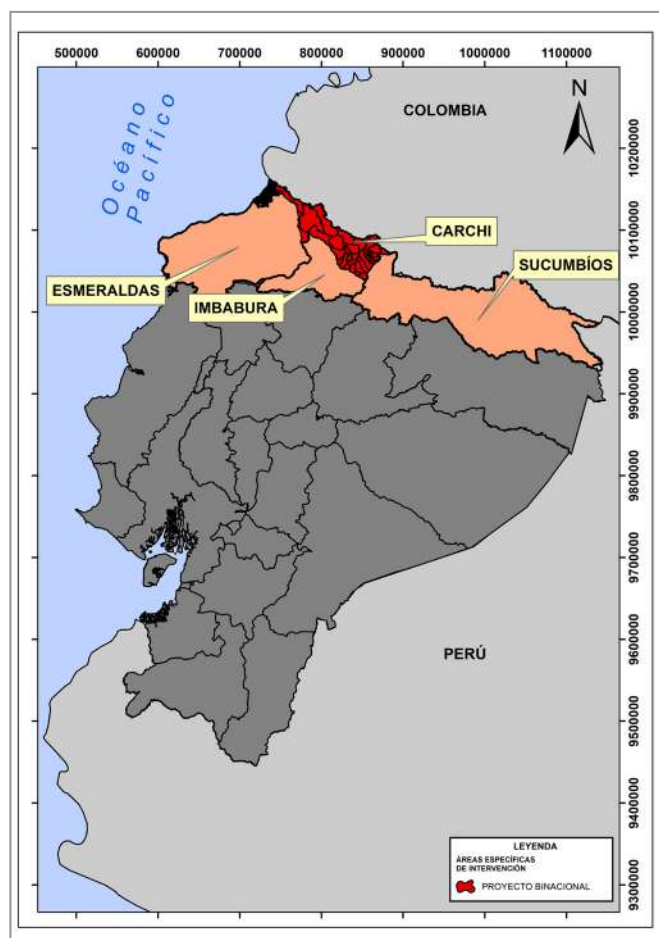 500000 600000 700000 800000 900000 1000000 1100000
N
Océano
Pacífico
COLOMBIA
10200000
CARCHI
10100000
SUCUMBÍOS
ESMERALDAS
IMBABURA
10000000
9900000
9800000
9700000
PERÚ
9600000
9500000
9400000
LEYENDA
ÁREAS ESPECÍFICAS
DE INTERVENCIÓN
PROYECTO BINACIONAL
9300000